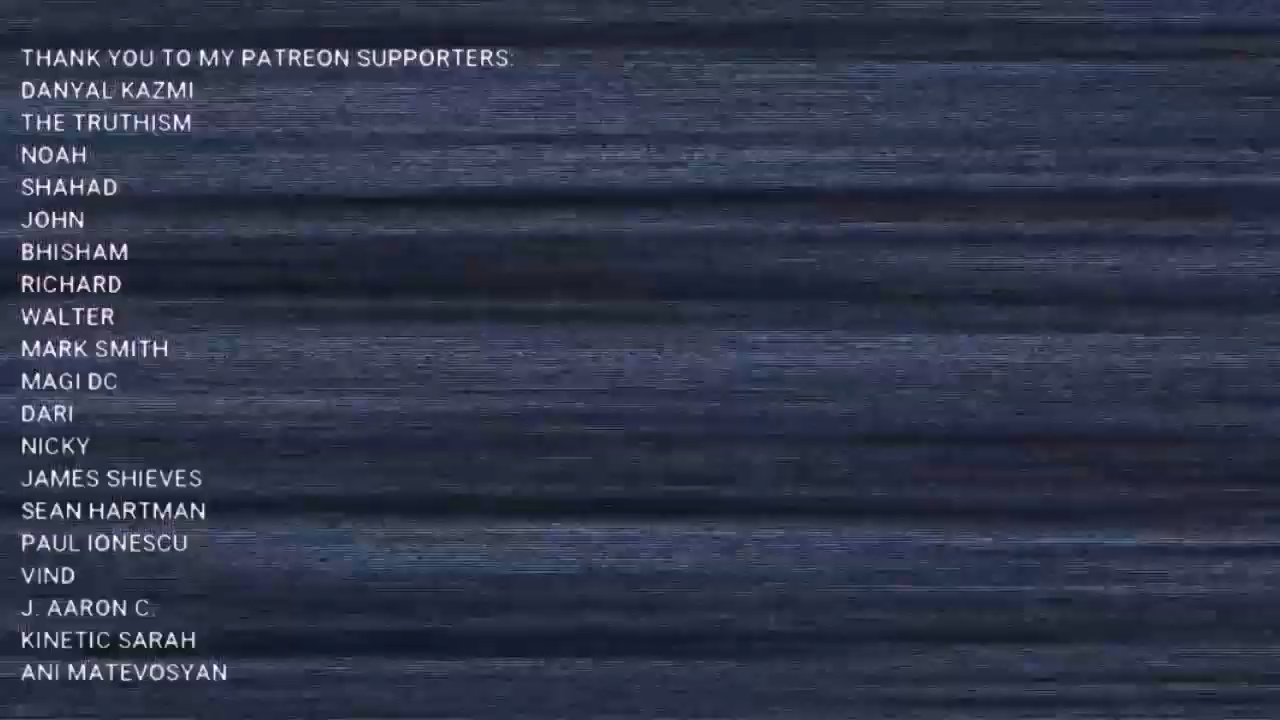 THANK YOU TO MY PATREON SUPPORTERS:
DANYAL KAZMI
THE TRUTHISM
NOAH
SHAHAD
JOHN
BHISHAM
RICHARD
WALTER
MARK SMITH
MAGI DC
DARI
NICKY
JAMES SHIEVES
SEAN HARTMAN
PAUL IONESCU
VIND
J. AARON C.
KINETIC SARAH
ANI MATEVOSYAN